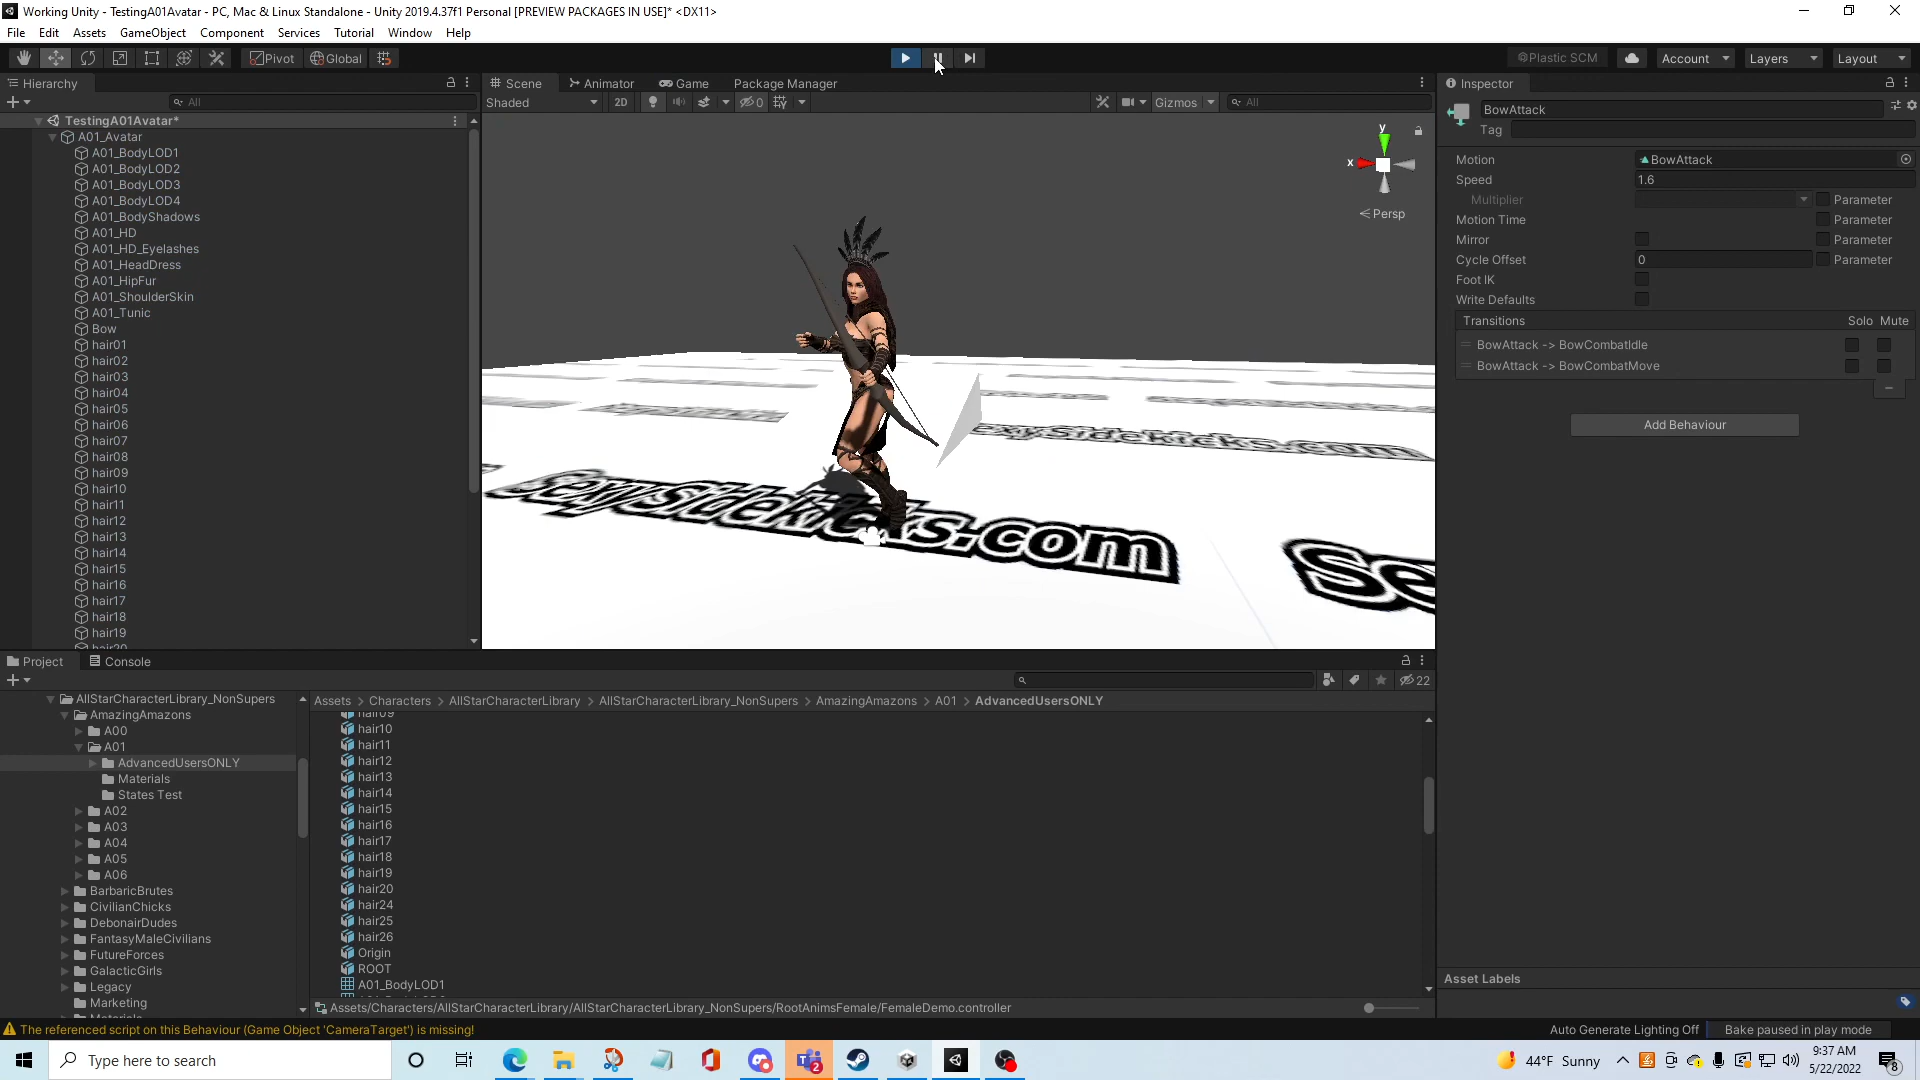 Working Unity - TestingA01Avatar - PC, Mac & Linux Standalone - Unity 2019.4.37f1 Personal [PREVIEW PACKAGES IN USE]* <DX11>
File Edit Assets GameObject Component Services Tutorial Window Help
Pivot Global Plastic SCM Account Layers Layout
Hierarchy
All
TestingA01Avatar*
A01_Avatar
A01_BodyLOD1
A01_BodyLOD2
A01_BodyLOD3
A01_BodyLOD4
A01_BodyShadows
A01_HD
A01_HD_Eyelashes
A01_HeadDress
A01_HipFur
A01_ShoulderSkin
A01_Tunic
Bow
hair01
hair02
hair03
hair04
hair05
hair06
hair07
hair08
hair09
hair10
hair11
hair12
hair13
hair14
hair15
hair16
hair17
hair18
hair19
hair20
Scene Animator Game Package Manager
Shaded 2D 0 Gizmos All
y
x
Persp
SexySidekicks.com
Se
Inspector
BowAttack
Tag
Motion BowAttack
Speed 1.6
Multiplier Parameter
Motion Time Parameter
Mirror Parameter
Cycle Offset 0 Parameter
Foot IK
Write Defaults
Transitions Solo Mute
BowAttack -> BowCombatIdle
BowAttack -> BowCombatMove
Add Behaviour
Asset Labels
Project Console
22
AllStarCharacterLibrary_NonSupers
AmazingAmazons
A00
A01
AdvancedUsersONLY
Materials
States Test
A02
A03
A04
A05
A06
BarbaricBrutes
CivilianChicks
DebonairDudes
FantasyMaleCivilians
FutureForces
GalacticGirls
Legacy
Marketing
Assets > Characters > AllStarCharacterLibrary > AllStarCharacterLibrary_NonSupers > AmazingAmazons > A01 > AdvancedUsersONLY
hair09
hair10
hair11
hair12
hair13
hair14
hair15
hair16
hair17
hair18
hair19
hair20
hair24
hair25
hair26
Origin
ROOT
A01_BodyLOD1
Assets/Characters/AllStarCharacterLibrary/AllStarCharacterLibrary_NonSupers/RootAnimsFemale/FemaleDemo.controller
The referenced script on this Behaviour (Game Object 'CameraTarget') is missing!
Auto Generate Lighting Off Bake paused in play mode
Type here to search
2
44°F Sunny
9:37 AM
5/22/2022
8